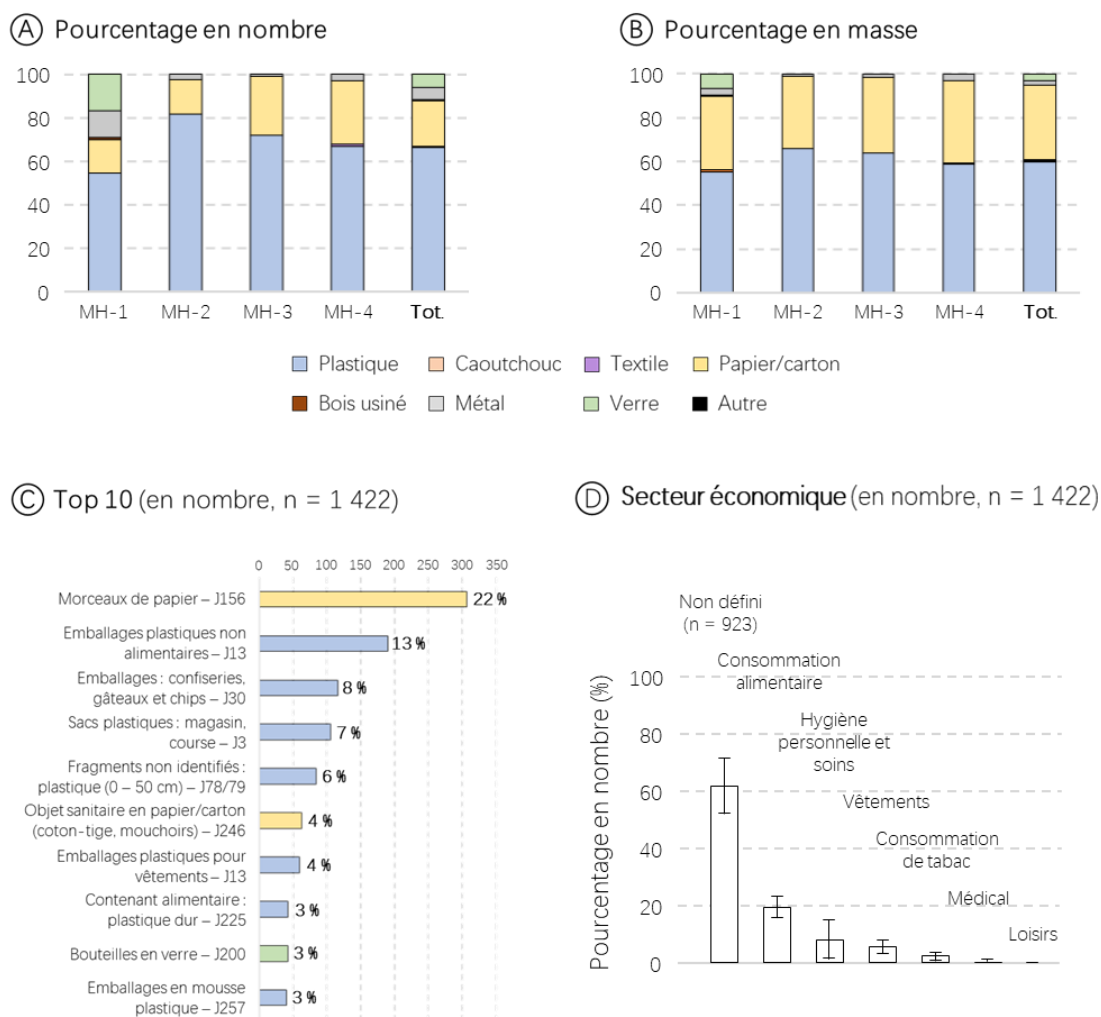 A Pourcentage en nombre
100
80
60
40
20
0
MH-1 MH-2 MH-3 MH-4 Tot.
B Pourcentage en masse
100
80
60
40
20
0
MH-1 MH-2 MH-3 MH-4 Tot.
Plastique Caoutchouc Textile Papier/carton
Bois usiné Métal Verre Autre
C Top 10 (en nombre, n = 1 422)
0 50 100 150 200 250 300 350
Morceaux de papier – J156 22 %
Emballages plastiques non
alimentaires – J13 13 %
Emballages : confiseries,
gâteaux et chips – J30 8 %
Sacs plastiques : magasin,
course – J3 7 %
Fragments non identifiés :
plastique (0 – 50 cm) – J78/79 6 %
Objet sanitaire en papier/carton
(coton-tige, mouchoirs) – J246 4 %
Emballages plastiques pour
vêtements – J13 4 %
Contenant alimentaire :
plastique dur – J225 3 %
Bouteilles en verre – J200 3 %
Emballages en mousse
plastique – J257 3 %
D Secteur économique (en nombre, n = 1 422)
Pourcentage en nombre (%)
100
80
60
40
20
0
Non défini
(n = 923)
Consommation
alimentaire
Hygiène
personnelle et
soins
Vêtements
Consommation
de tabac
Médical
Loisirs